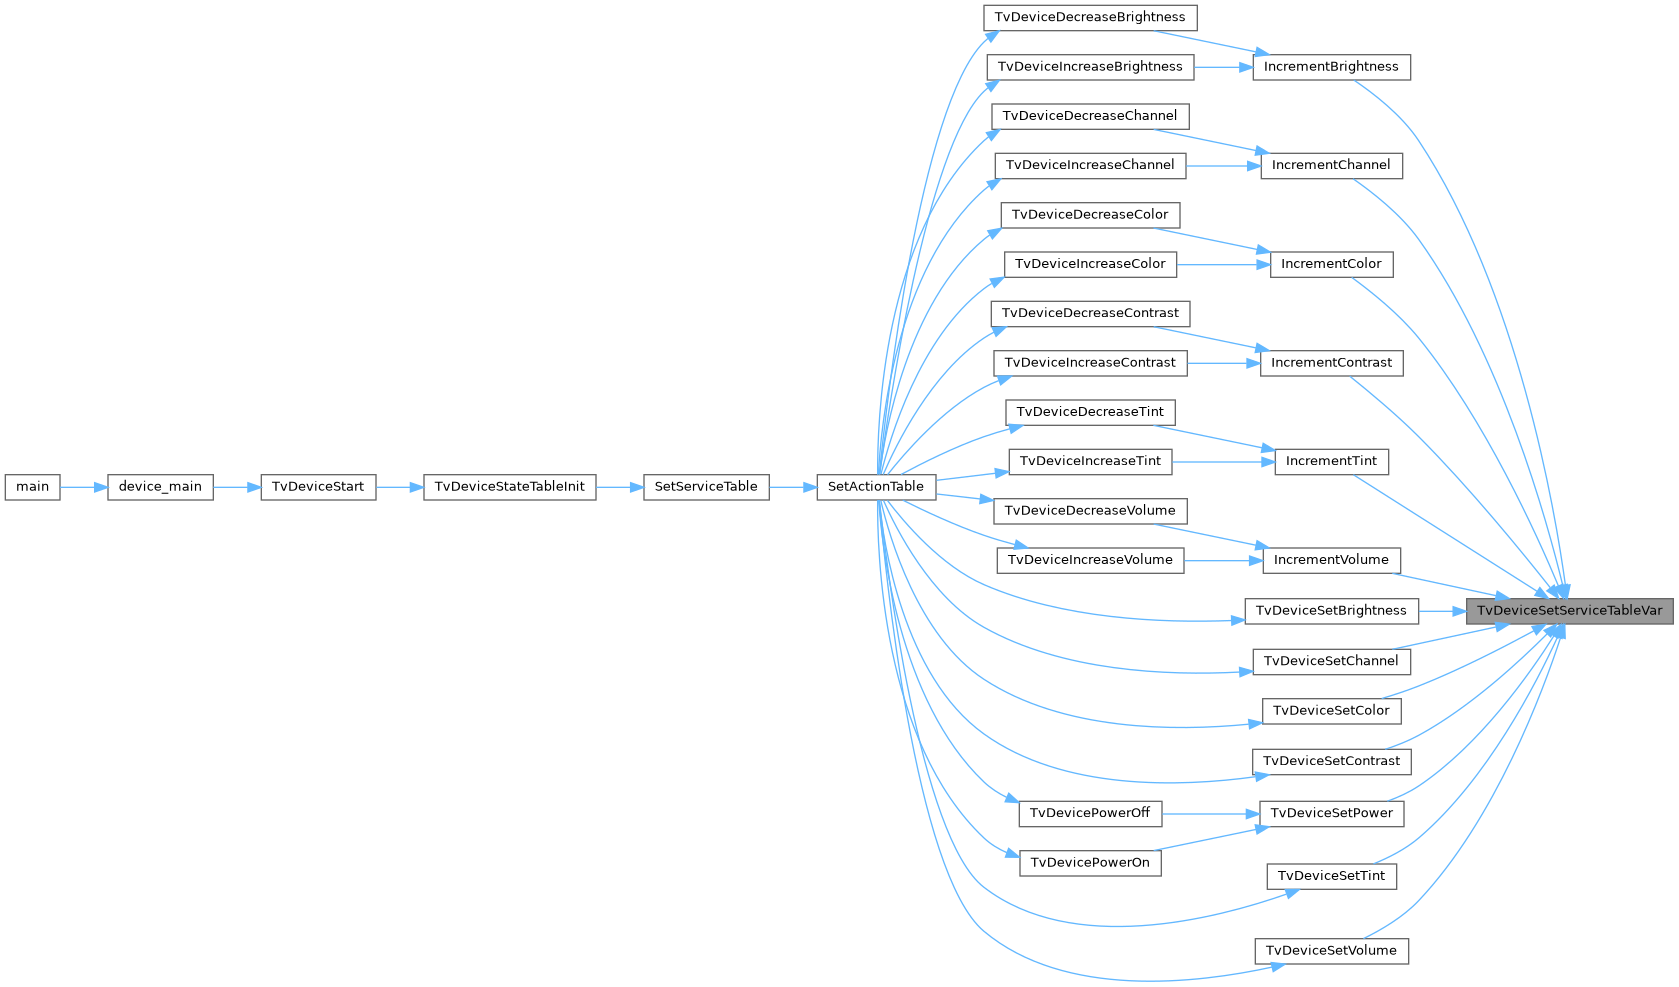 TvDeviceDecreaseBrightness
TvDeviceIncreaseBrightness
IncrementBrightness
TvDeviceDecreaseChannel
TvDeviceIncreaseChannel
IncrementChannel
TvDeviceDecreaseColor
TvDeviceIncreaseColor
IncrementColor
TvDeviceDecreaseContrast
TvDeviceIncreaseContrast
IncrementContrast
TvDeviceDecreaseTint
TvDeviceIncreaseTint
IncrementTint
main
device_main
TvDeviceStart
TvDeviceStateTableInit
SetServiceTable
SetActionTable
TvDeviceDecreaseVolume
TvDeviceIncreaseVolume
IncrementVolume
TvDeviceSetBrightness
TvDeviceSetServiceTableVar
TvDeviceSetChannel
TvDeviceSetColor
TvDeviceSetContrast
TvDevicePowerOff
TvDeviceSetPower
TvDevicePowerOn
TvDeviceSetTint
TvDeviceSetVolume